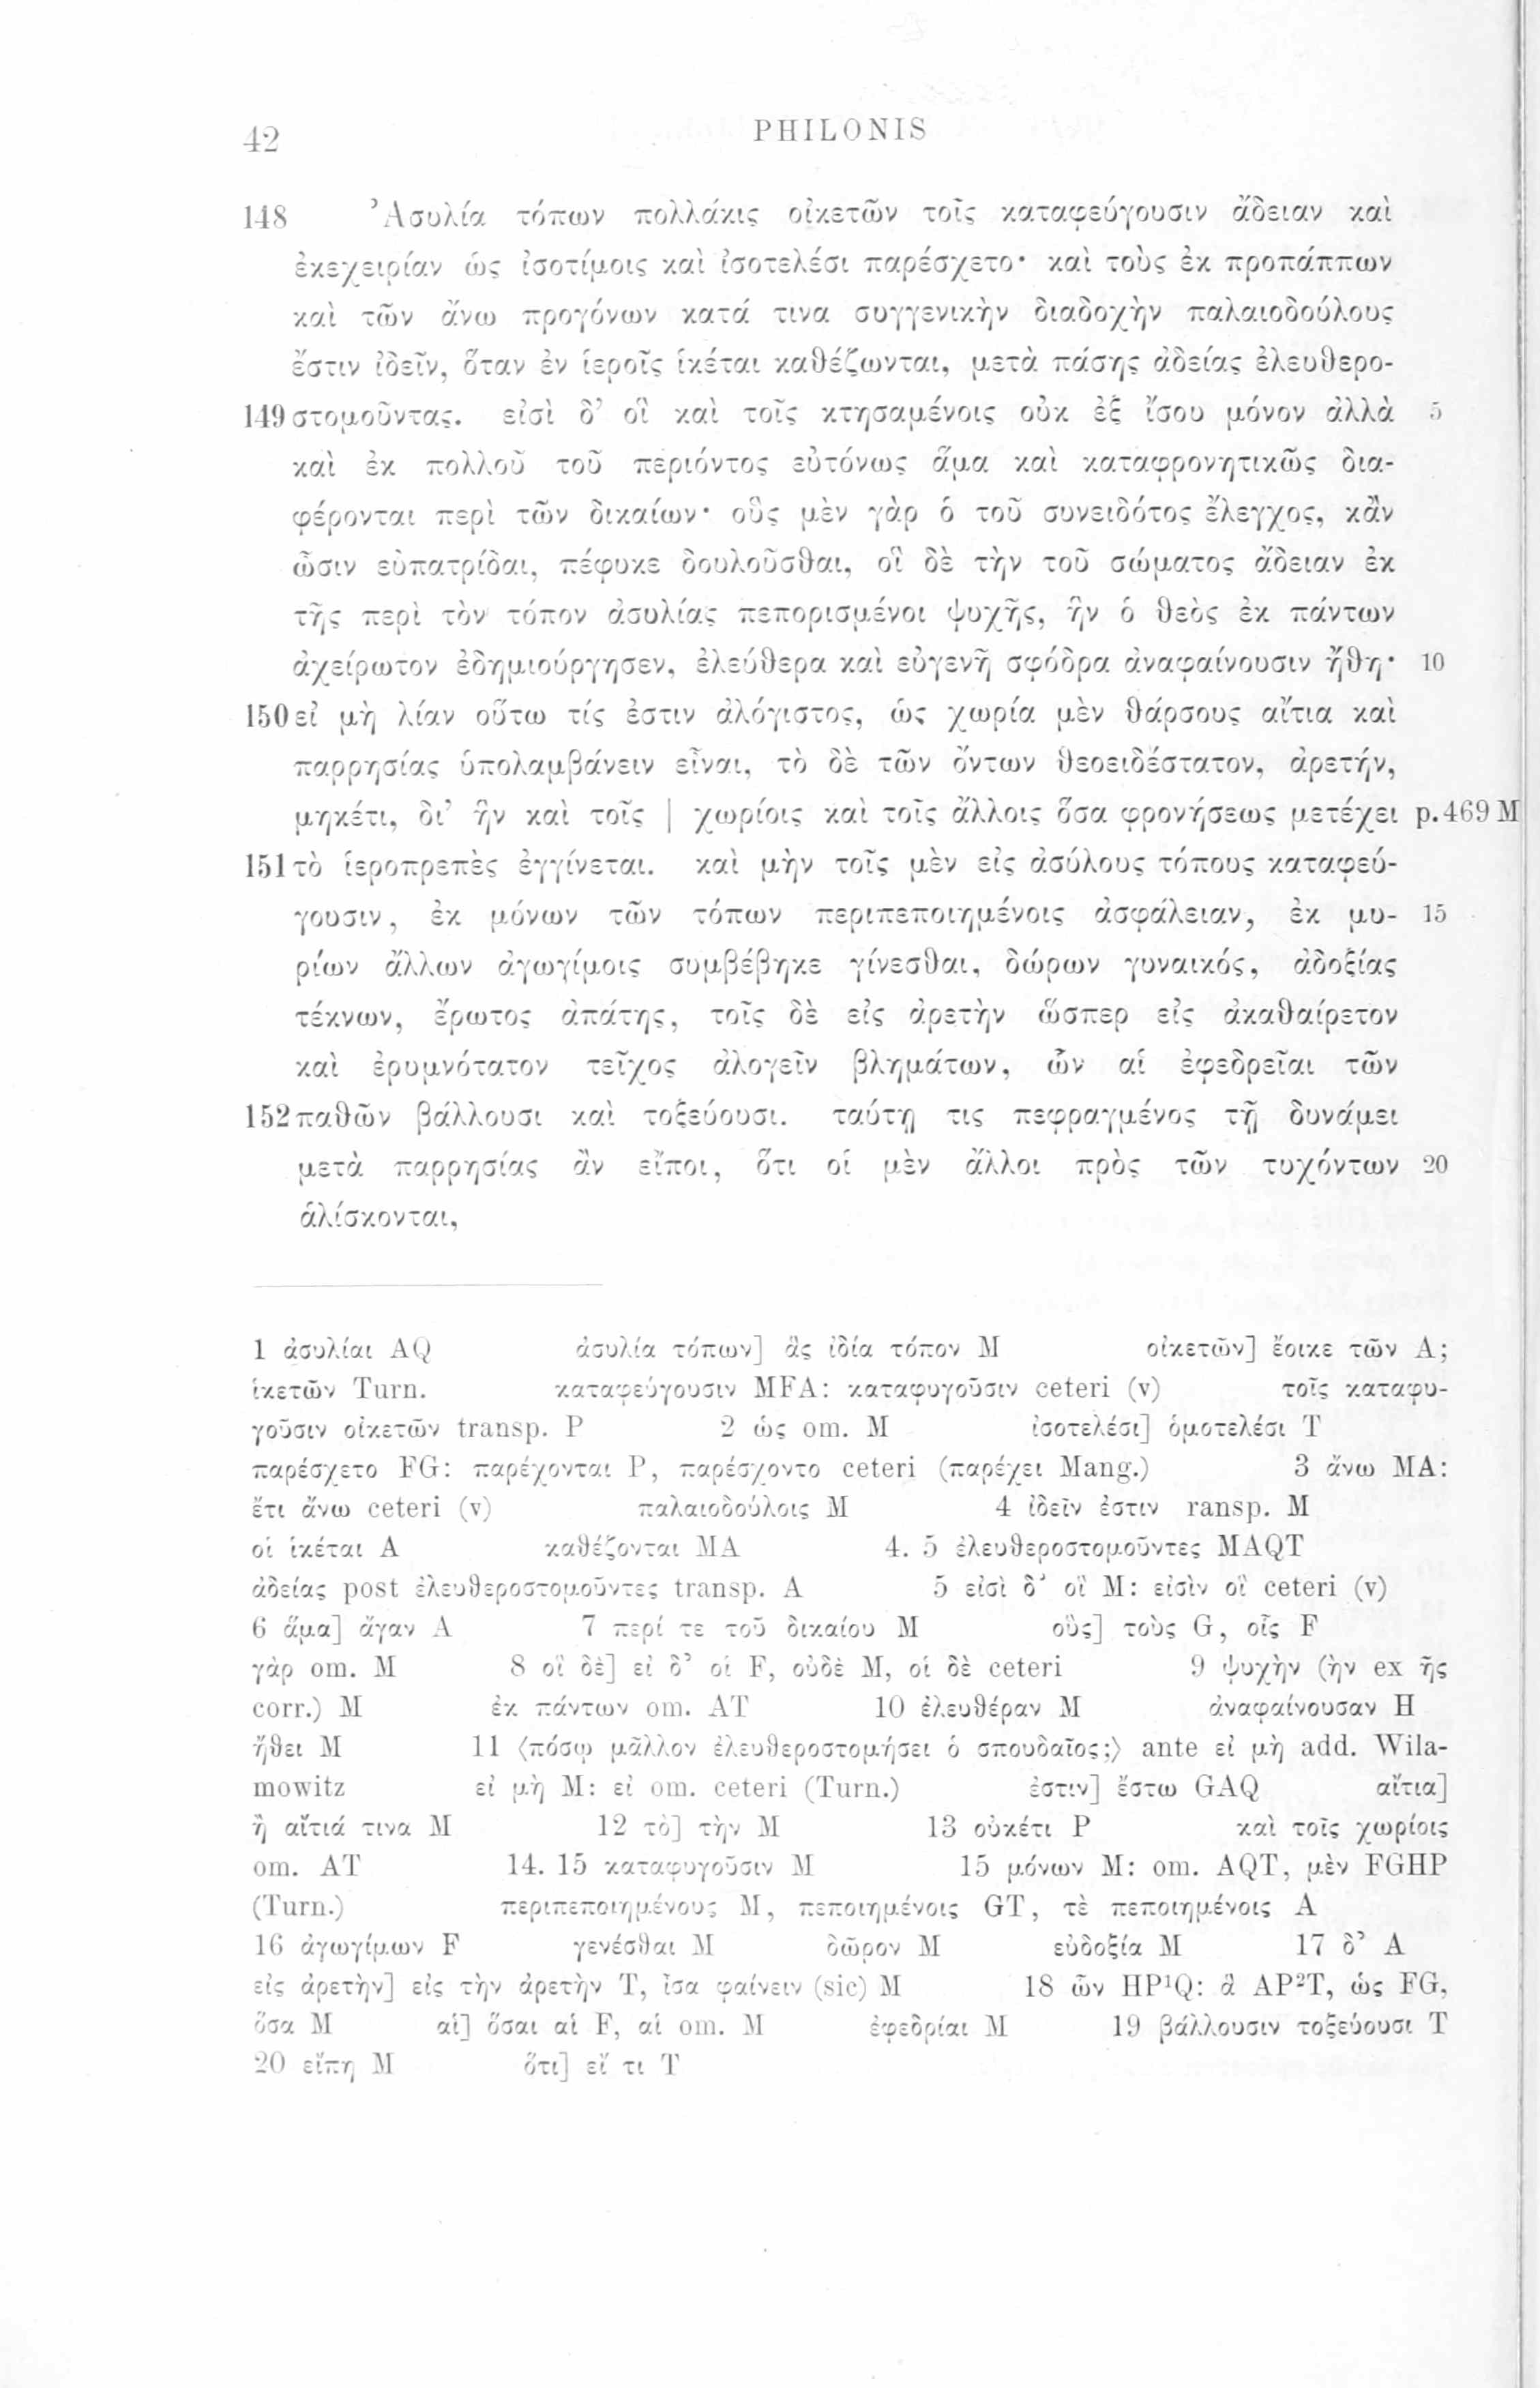 42 PHILONIS
148 Ἀσυλία τόπων πολλάκις οἰκετῶν τοῖς καταφεύγουσιν ἄδειαν καὶ
ἐκεχειρίαν ὡς ἰσοτίμοις καὶ ἰσοτελέσι παρέσχετο· καὶ τοὺς ἐκ προπάππων
καὶ τῶν ἄνω προγόνων κατά τινα συγγενικὴν διαδοχὴν παλαιοδούλους
ἔστιν ἰδεῖν, ὅταν ἐν ἱεροῖς ἱκέται καθέζωνται, μετὰ πάσης ἀδείας ἐλευθερο-
149 στομοῦντας. εἰσὶ δ’ οἳ καὶ τοῖς κτησαμένοις οὐκ ἐξ ἴσου μόνον ἀλλὰ 5
καὶ ἐκ πολλοῦ τοῦ περιόντος εὐτόνως ἅμα καὶ καταφρονητικῶς δια-
φέρονται περὶ τῶν δικαίων· οὓς μὲν γὰρ ὁ τοῦ συνειδότος ἔλεγχος, κἂν
ὦσιν εὐπατρίδαι, πέφυκε δουλοῦσθαι, οἳ δὲ τὴν τοῦ σώματος ἄδειαν ἐκ
τῆς περὶ τὸν τόπον ἀσυλίας πεπορισμένοι ψυχῆς, ἣν ὁ θεὸς ἐκ πάντων
ἀχείρωτον ἐδημιούργησεν, ἐλεύθερα καὶ εὐγενῆ σφόδρα ἀναφαίνουσιν ἤθη· 10
150 εἰ μὴ λίαν οὕτω τίς ἐστιν ἀλόγιστος, ὡς χωρία μὲν θάρσους αἴτια καὶ
παρρησίας ὑπολαμβάνειν εἶναι, τὸ δὲ τῶν ὄντων θεοειδέστατον, ἀρετήν,
μηκέτι, δι’ ἣν καὶ τοῖς | χωρίοις καὶ τοῖς ἄλλοις ὅσα φρονήσεως μετέχει p.469 M
151 τὸ ἱεροπρεπὲς ἐγγίνεται. καὶ μὴν τοῖς μὲν εἰς ἀσύλους τόπους καταφεύ-
γουσιν, ἐκ μόνων τῶν τόπων περιπεποιημένοις ἀσφάλειαν, ἐκ μυ- 15
ρίων ἄλλων ἀγωγίμοις συμβέβηκε γίνεσθαι, δώρων γυναικός, ἀδοξίας
τέκνων, ἔρωτος ἀπάτης, τοῖς δὲ εἰς ἀρετὴν ὥσπερ εἰς ἀκαθαίρετον
καὶ ἐρυμνότατον τεῖχος ἀλογεῖν βλημάτων, ὧν αἱ ἐφεδρεῖαι τῶν
152 παθῶν βάλλουσι καὶ τοξεύουσι. ταύτῃ τις πεφραγμένος τῇ δυνάμει
μετὰ παρρησίας ἂν εἴποι, ὅτι οἱ μὲν ἄλλοι πρὸς τῶν τυχόντων 20
ἁλίσκονται,
1 ἀσυλίαι AQ ἀσυλία τόπων] ἃς ἰδία τόπον M οἰκετῶν] ἔοικε τῶν A;
ἱκετῶν Turn. καταφεύγουσιν MFA: καταφυγοῦσιν ceteri (v) τοῖς καταφυ-
γοῦσιν οἰκετῶν transp. P 2 ὡς om. M ἰσοτελέσι] ὁμοτελέσι T
παρέσχετο FG: παρέχονται P, παρέσχοντο ceteri (παρέχει Mang.) 3 ἄνω MA:
ἔτι ἄνω ceteri (v) παλαιοδούλοις M 4 ἰδεῖν ἐστιν ransp. M
οἱ ἱκέται A καθέζονται MA 4. 5 ἐλευθεροστομοῦντες MAQT
ἀδείας post ἐλευθεροστομοῦντες transp. A 5 εἰσὶ δ’ οἳ M: εἰσὶν οἳ ceteri (v)
6 ἅμα] ἄγαν A 7 περί τε τοῦ δικαίου M οὓς] τοὺς G, οἷς F
γὰρ om. M 8 οἳ δὲ] εἰ δ’ οἱ F, οὐδὲ M, οἱ δὲ ceteri 9 ψυχὴν (ἣν ex ῆς
corr.) M ἐκ πάντων om. AT 10 ἐλευθέραν M ἀναφαίνουσαν H
ἤθει M 11 ⟨πόσῳ μᾶλλον ἐλευθεροστομήσει ὁ σπουδαῖος;⟩ ante εἰ μὴ add. Wila-
mowitz εἰ μὴ M: εἰ om. ceteri (Turn.) ἐστιν] ἔστω GAQ αἴτια]
ἢ αἴτιά τινα M 12 τὸ] τὴν M 13 οὐκέτι P καὶ τοῖς χωρίοις
om. AT 14. 15 καταφυγοῦσιν M 15 μόνων M: om. AQT, μὲν FGHP
(Turn.) περιπεποιημένους M, πεποιημένοις GT, τὲ πεποιημένοις A
16 ἀγωγίμων F γενέσθαι M δῶρον M εὐδοξία M 17 δ’ A
εἰς ἀρετὴν] εἰς τὴν ἀρετὴν T, ἶσα φαίνειν (sic) M 18 ὧν HP¹Q: ἃ AP²T, ὡς FG,
ὅσα M αἱ] ὅσαι αἱ F, αἱ om. M ἐφεδρίαι M 19 βάλλουσιν τοξεύουσι T
20 εἴπη M ὅτι] εἴ τι T